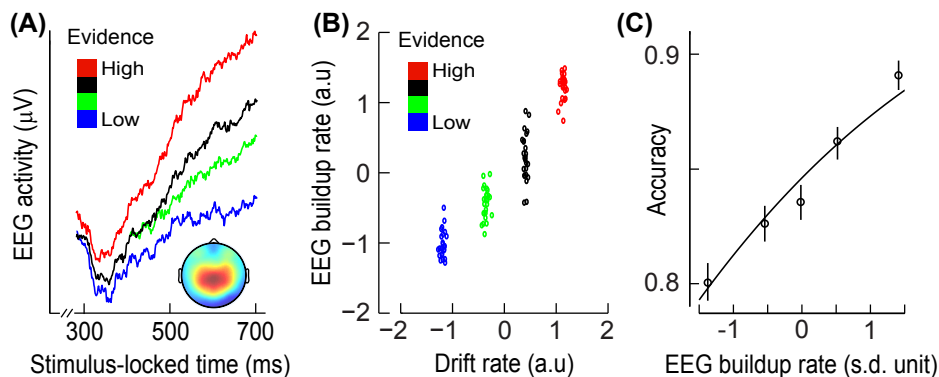 (A)
Evidence
High
Low
EEG activity (μV)
300
500
700
Stimulus-locked time (ms)
(B)
Evidence
High
Low
EEG buildup rate (a.u)
2
1
0
−1
−2
−2
−1
0
1
2
Drift rate (a.u)
(C)
Accuracy
0.9
0.8
-1
0
1
EEG buildup rate (s.d. unit)